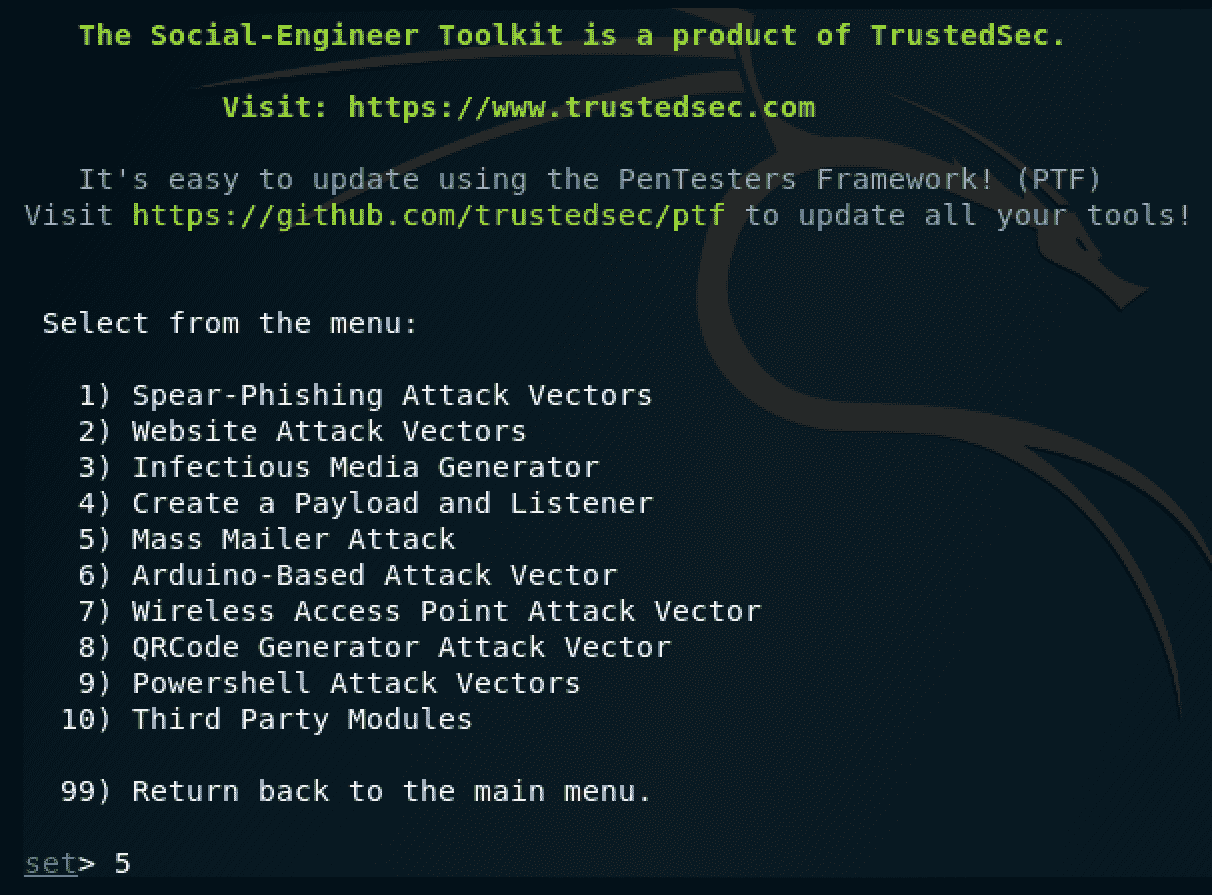 The Social-Engineer Toolkit is a product of TrustedSec.
Visit: https://www.trustedsec.com
It's easy to update using the PenTesters Framework! (PTF)
Visit https://github.com/trustedsec/ptf to update all your tools!
Select from the menu:
1) Spear-Phishing Attack Vectors
2) Website Attack Vectors
3) Infectious Media Generator
4) Create a Payload and Listener
5) Mass Mailer Attack
6) Arduino-Based Attack Vector
7) Wireless Access Point Attack Vector
8) QRCode Generator Attack Vector
9) Powershell Attack Vectors
10) Third Party Modules
99) Return back to the main menu.
set> 5